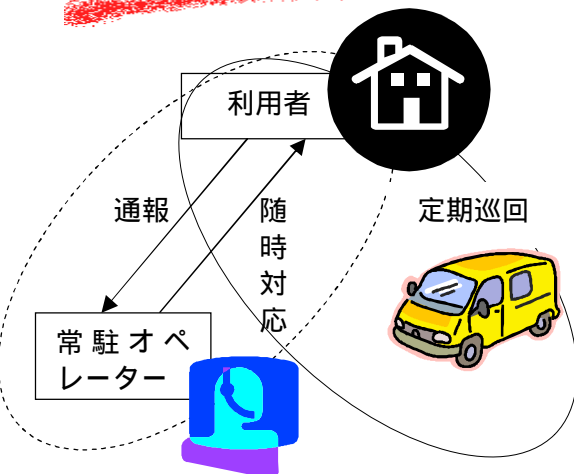 利用者
通報
随時対応
定期巡回
常駐オペ
レーター